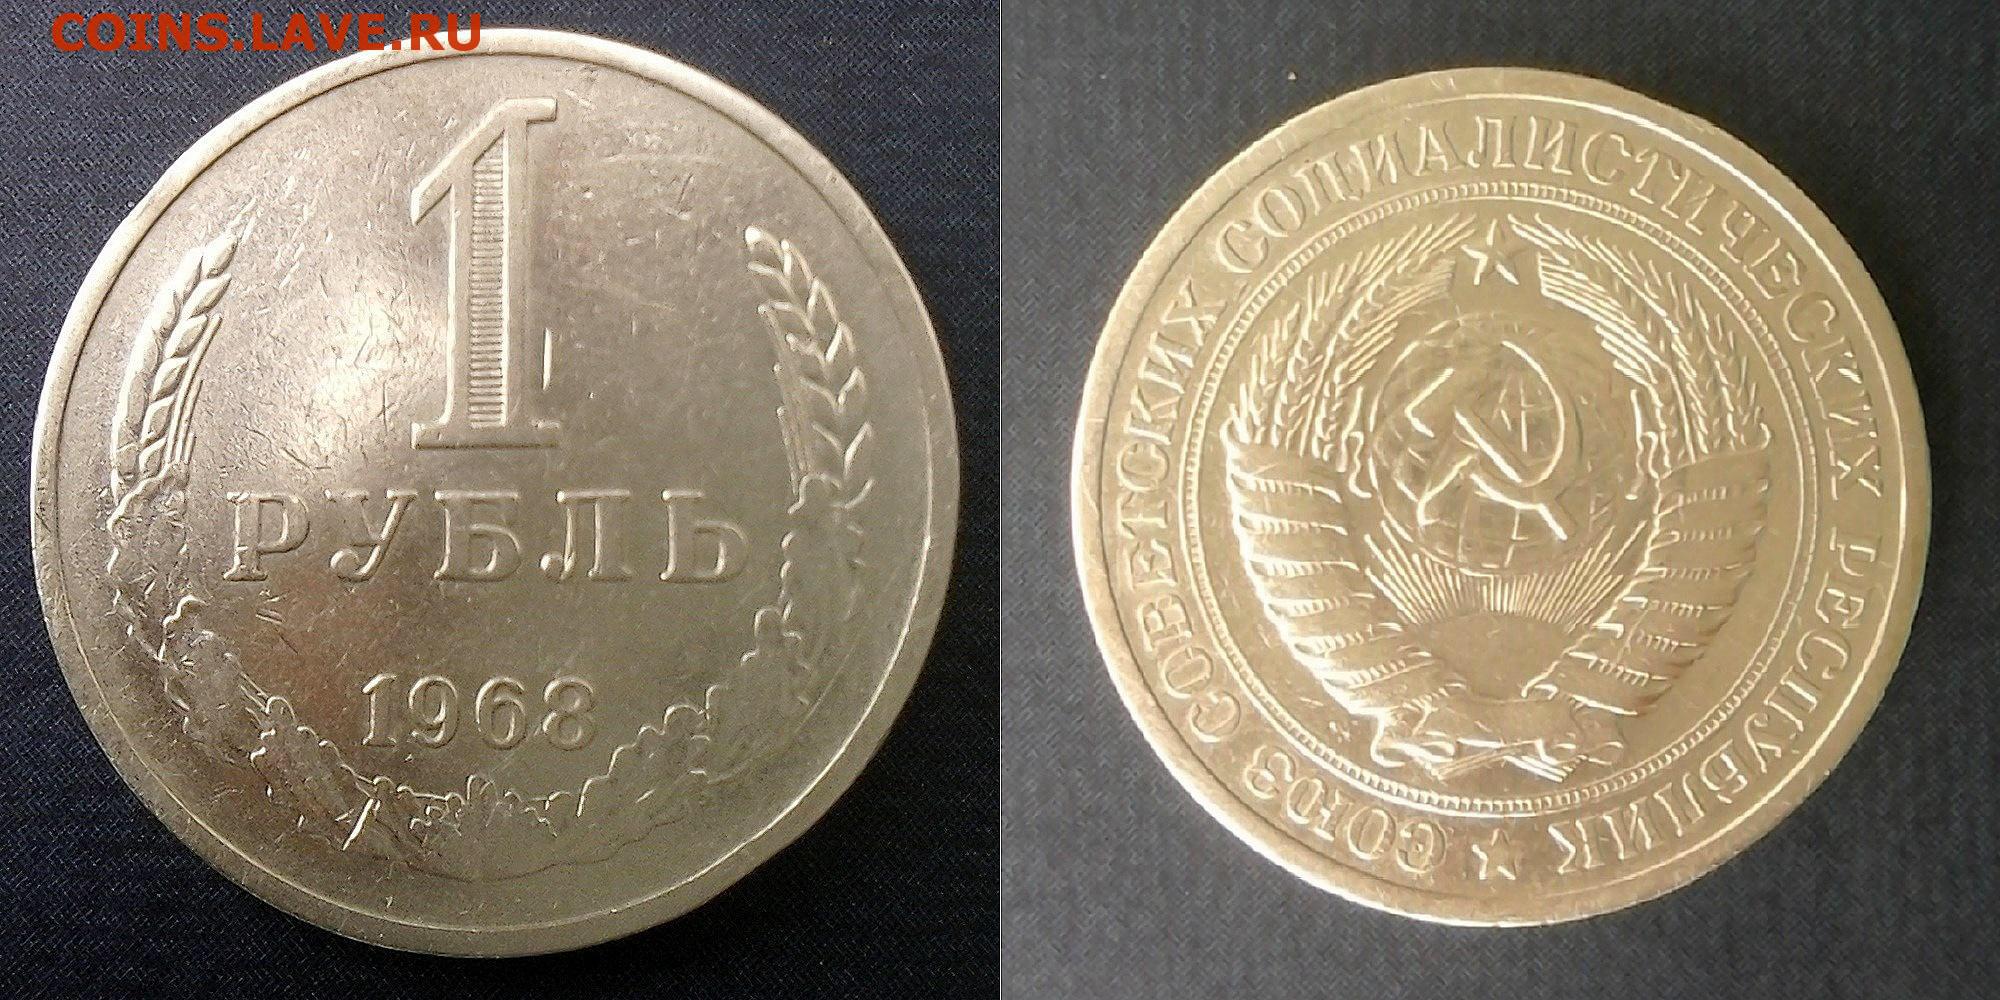 COINS.LAVE.RU
1
РУБЛЬ
1968
СОЮЗ СОВЕТСКИХ СОЦИАЛИСТИЧЕСКИХ РЕСПУБЛИК